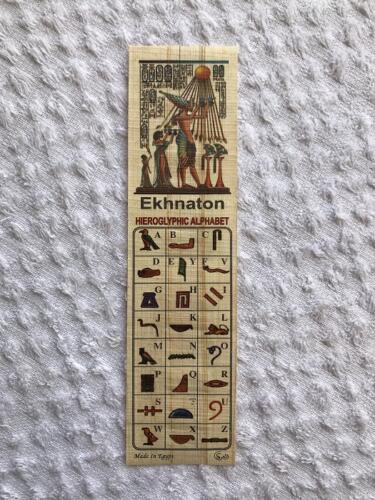 Ekhnaton
HIEROGLYPHIC ALPHABET
A B C
D E Y F V
G H I
J K L
M N O
P Q R
S T U
W X Z
Made In Egypt